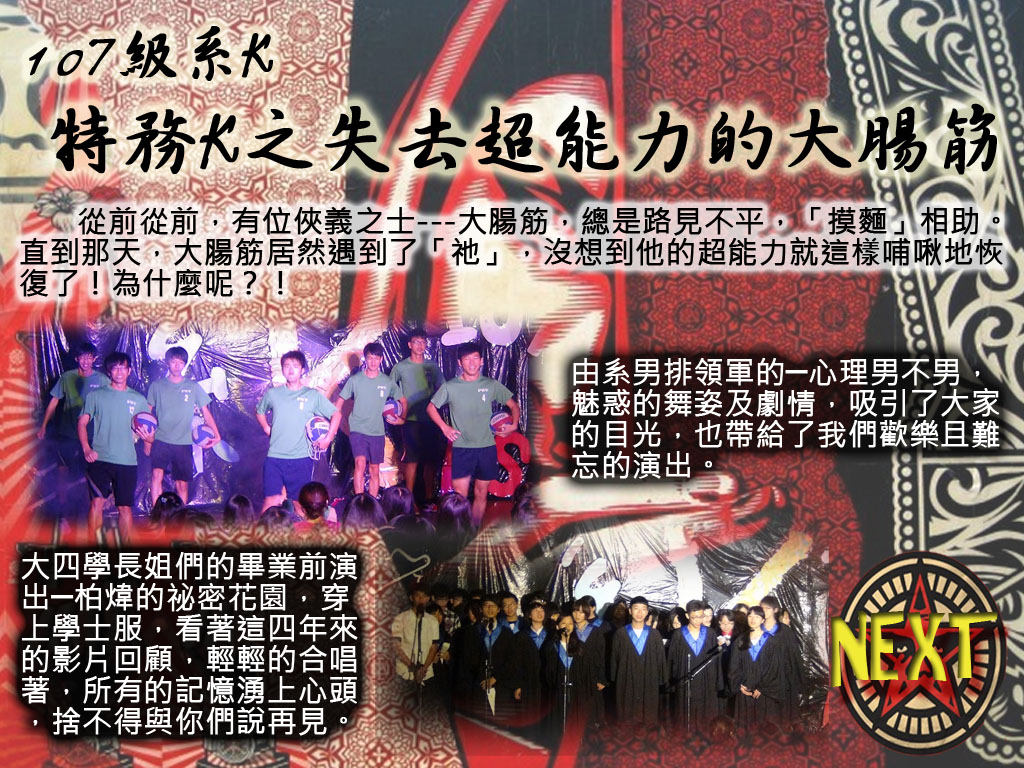 107級系K
特務K之失去超能力的大腸筋
從前從前，有位俠義之士---大腸筋，總是路見不平，「摸麵」相助。
直到那天，大腸筋居然遇到了「祂」，沒想到他的超能力就這樣哺啾地恢
復了！為什麼呢？！
由系男排領軍的—心理男不男，
魅惑的舞姿及劇情，吸引了大家
的目光，也帶給了我們歡樂且難
忘的演出。
大四學長姐們的畢業前演
出—柏煒的祕密花園，穿
上學士服，看著這四年來
的影片回顧，輕輕的合唱
著，所有的記憶湧上心頭
，捨不得與你們說再見。
NEXT